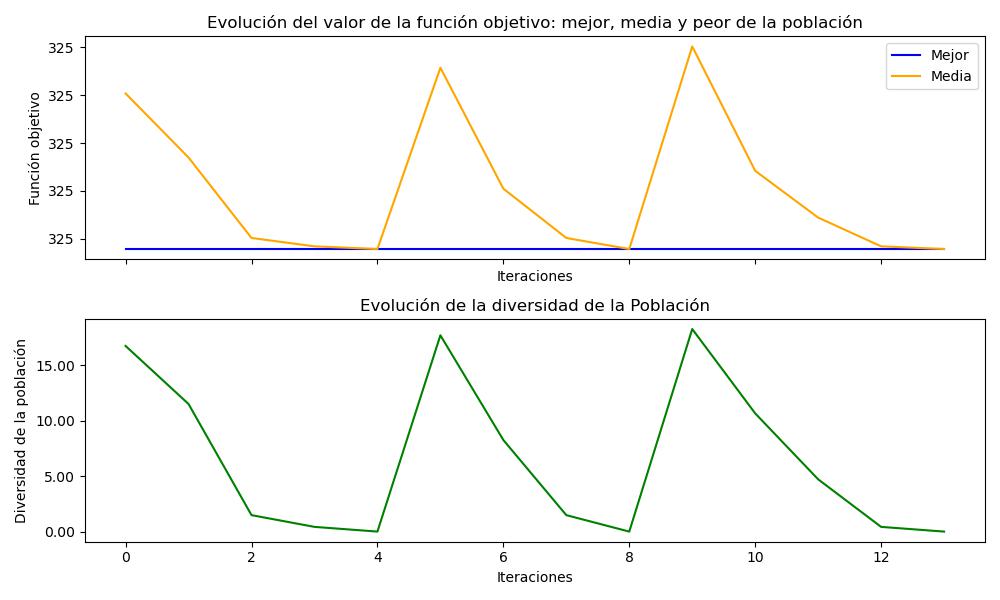 Evolución del valor de la función objetivo: mejor, media y peor de la población
325
325
325
325
325
Función objetivo
Mejor
Media
Iteraciones
Evolución de la diversidad de la Población
15.00
10.00
5.00
0.00
Diversidad de la población
0 2 4 6 8 10 12
Iteraciones